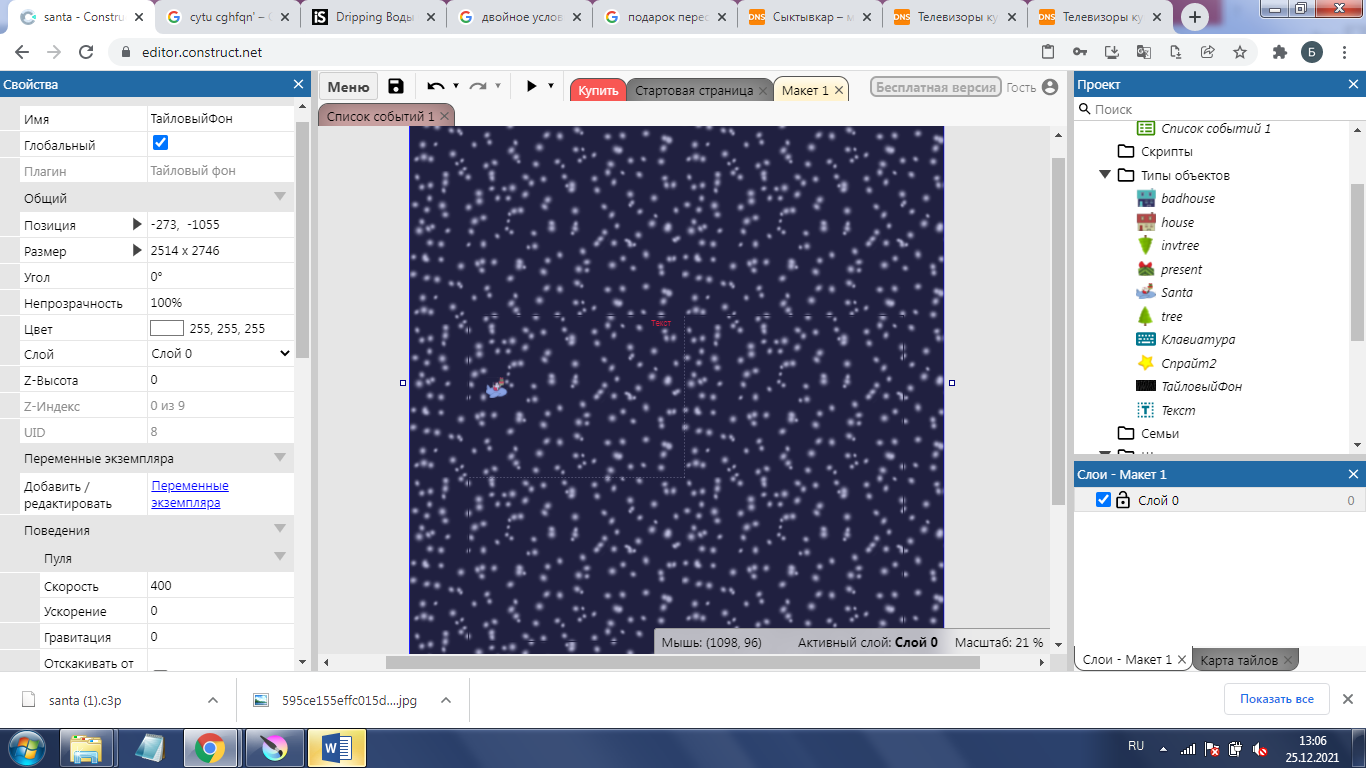 santa - Constru
cytu cghfqn' – G
Dripping Воды
двойное услов
подарок перес
Сыктывкар – м
Телевизоры ку
Телевизоры ку
editor.construct.net
Б
Свойства
Имя ТайловыйФон
Глобальный
Плагин Тайловый фон
Общий
Позиция -273, -1055
Размер 2514 x 2746
Угол 0°
Непрозрачность 100%
Цвет 255, 255, 255
Слой Слой 0
Z-Высота 0
Z-Индекс 0 из 9
UID 8
Переменные экземпляра
Добавить /
редактировать
Переменные
экземпляра
Поведения
Пуля
Скорость 400
Ускорение 0
Гравитация 0
Отскакивать от
Меню
Купить
Стартовая страница
Макет 1
Бесплатная версия
Гость
Список событий 1
Текст
Мышь: (1098, 96) Активный слой: Слой 0 Масштаб: 21 %
Проект
Поиск
Список событий 1
Скрипты
Типы объектов
badhouse
house
invtree
present
Santa
tree
Клавиатура
Спрайт2
ТайловыйФон
Текст
Семьи
Слои - Макет 1
Слой 0 0
Слои - Макет 1
Карта тайлов
santa (1).c3p
595ce155effc015d....jpg
Показать все
RU
13:06
25.12.2021